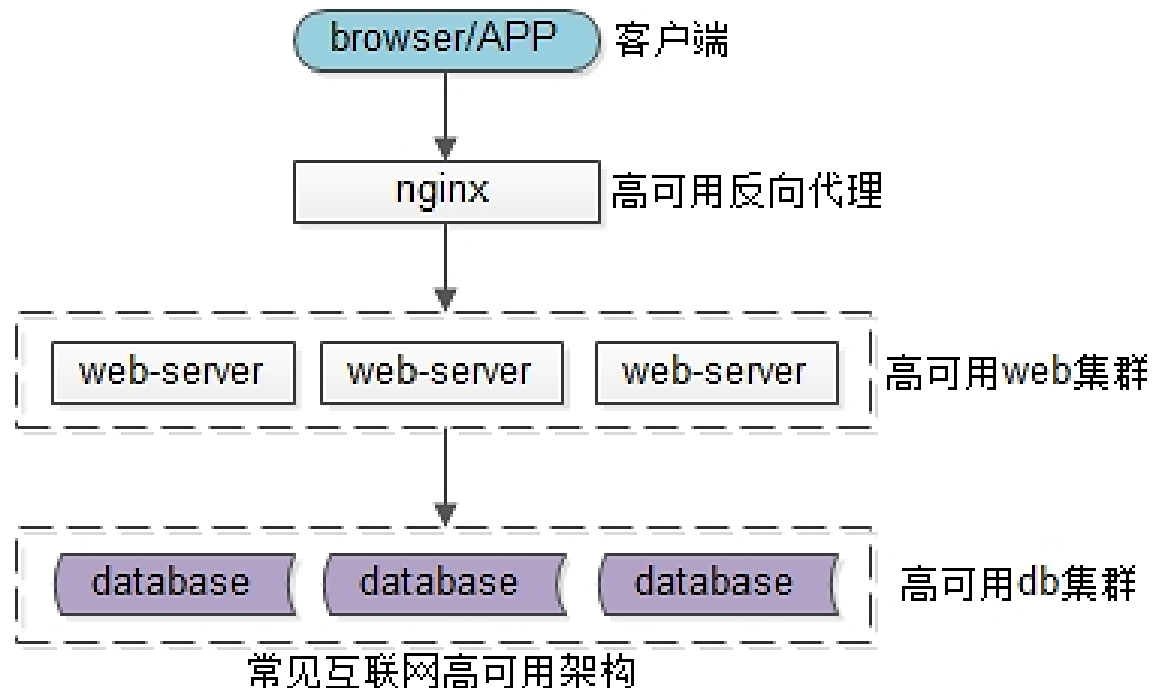 browser/APP 客户端
nginx 高可用反向代理
web-server web-server web-server 高可用web集群
database database database 高可用db集群
常见互联网高可用架构